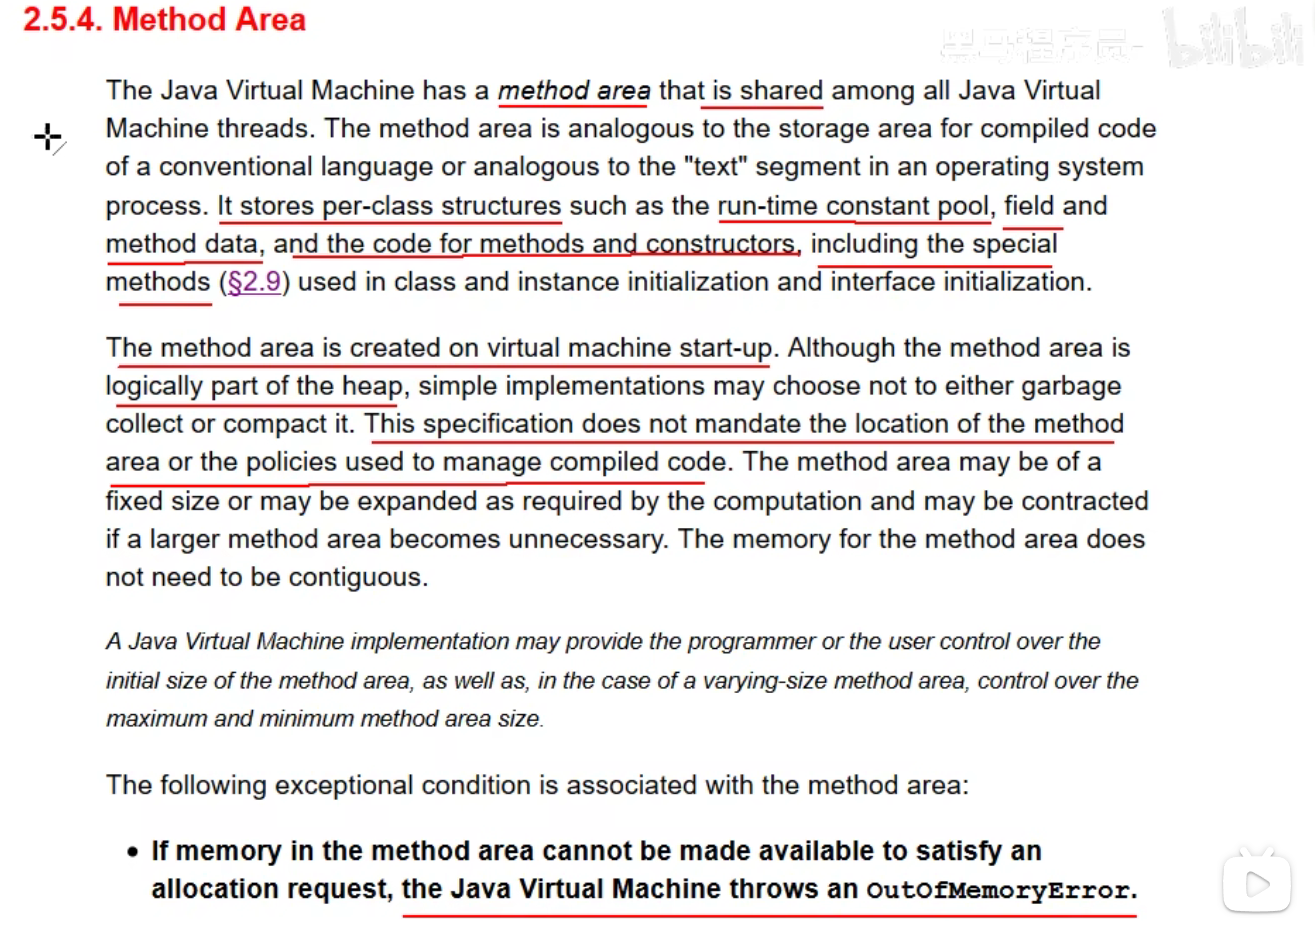 2.5.4. Method Area
黑马程序员- bilibili
The Java Virtual Machine has a method area that is shared among all Java Virtual
Machine threads. The method area is analogous to the storage area for compiled code
of a conventional language or analogous to the "text" segment in an operating system
process. It stores per-class structures such as the run-time constant pool, field and
method data, and the code for methods and constructors, including the special
methods (§2.9) used in class and instance initialization and interface initialization.
The method area is created on virtual machine start-up. Although the method area is
logically part of the heap, simple implementations may choose not to either garbage
collect or compact it. This specification does not mandate the location of the method
area or the policies used to manage compiled code. The method area may be of a
fixed size or may be expanded as required by the computation and may be contracted
if a larger method area becomes unnecessary. The memory for the method area does
not need to be contiguous.
A Java Virtual Machine implementation may provide the programmer or the user control over the
initial size of the method area, as well as, in the case of a varying-size method area, control over the
maximum and minimum method area size.
The following exceptional condition is associated with the method area:
• If memory in the method area cannot be made available to satisfy an
allocation request, the Java Virtual Machine throws an OutOfMemoryError.